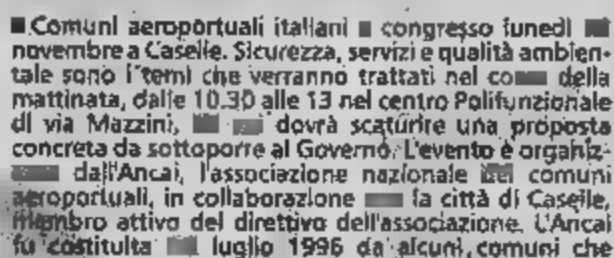 Comuni aeroportuali italiani congresso lunedì
novembre a Caselle. Sicurezza, servizi e qualità ambien-
tale sono i temi che verranno trattati nel della
mattinata, dalle 10.30 alle 13 nel centro Polifunzionale
di via Mazzini, dovrà scaturire una proposta
concreta da sottoporre al Governo. L'evento è organiz-
dall'Ancai, l'associazione nazionale comuni
aeroportuali, in collaborazione la città di Caselle,
membro attivo del direttivo dell'associazione. L'Ancai
fu costituita luglio 1996 da alcuni comuni che